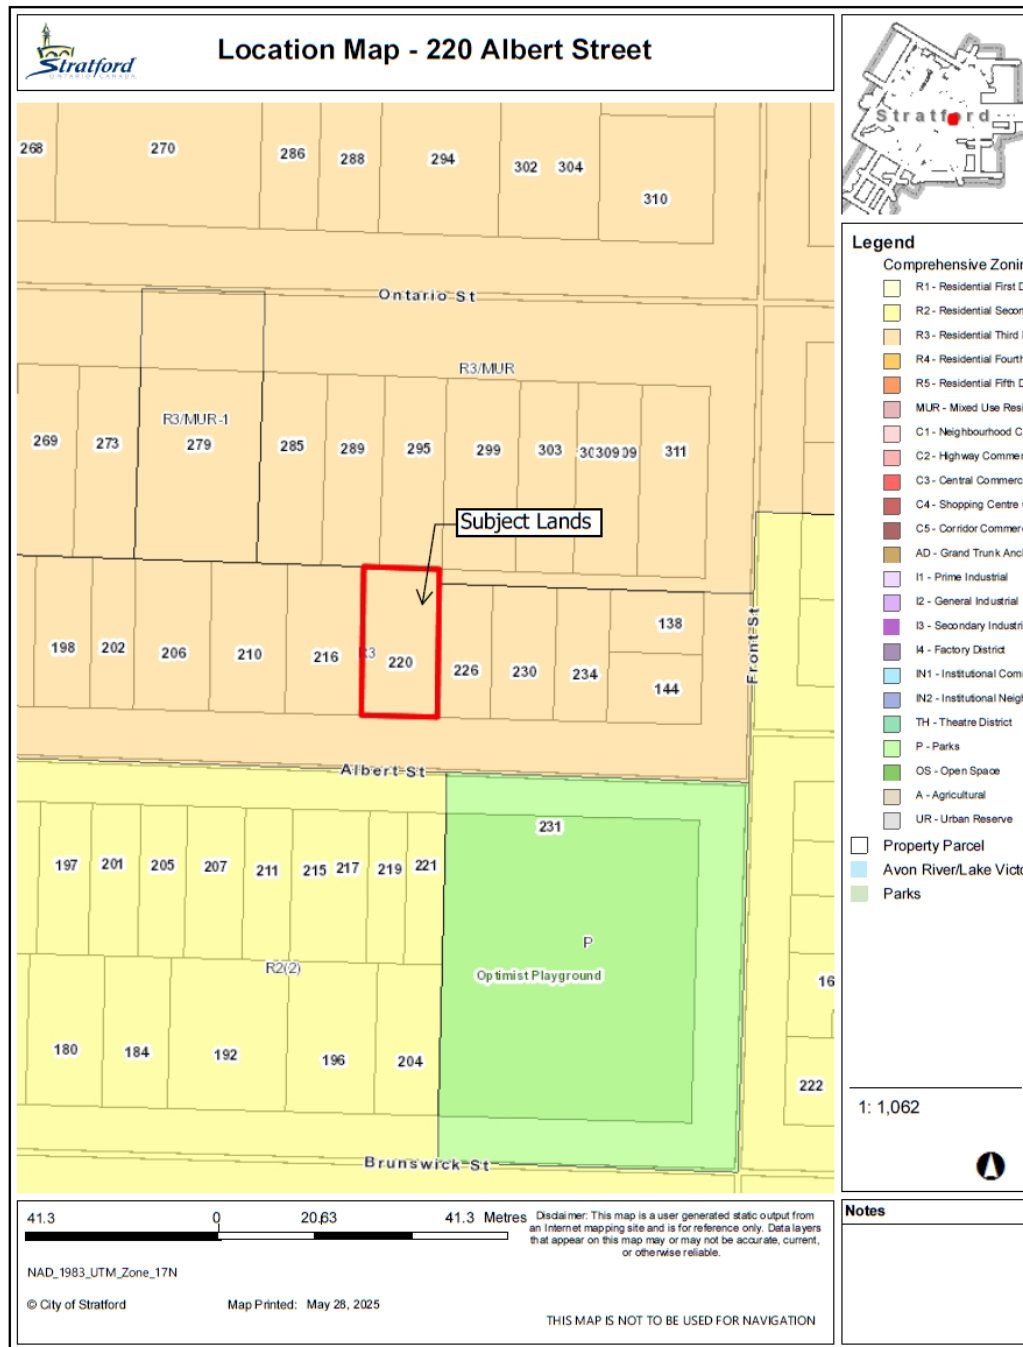 Stratford
ONTARIO CANADA
Location Map - 220 Albert Street
Stratford
268
270
286
288
294
302
304
310
Ontario St
R3/MUR
R3/MUR-1
269
273
279
285
289
295
299
303
309
311
Subject Lands
198
202
206
210
216
R3
220
226
230
234
138
144
Front St
Albert St
197
201
205
207
211
215
217
219
221
231
P
Optimist Playground
R2(2)
180
184
192
196
204
16
222
Brunswick St
Legend
Comprehensive Zonin
R1 - Residential First D
R2 - Residential Secon
R3 - Residential Third
R4 - Residential Fourth
R5 - Residential Fifth D
MUR - Mixed Use Resi
C1 - Neighbourhood C
C2 - Highway Commer
C3 - Central Commerc
C4 - Shopping Centre
C5 - Corridor Commer
AD - Grand Trunk Anc
I1 - Prime Industrial
I2 - General Industrial
I3 - Secondary Industri
I4 - Factory District
IN1 - Institutional Com
IN2 - Institutional Neigh
TH - Theatre District
P - Parks
OS - Open Space
A - Agricultural
UR - Urban Reserve
Property Parcel
Avon River/Lake Victo
Parks
1: 1,062
Notes
41.3 0 20.63 41.3 Metres
NAD_1983_UTM_Zone_17N
© City of Stratford
Map Printed: May 28, 2025
Disclaimer: This map is a user generated static output from
an Internet mapping site and is for reference only. Data layers
that appear on this map may or may not be accurate, current,
or otherwise reliable.
THIS MAP IS NOT TO BE USED FOR NAVIGATION